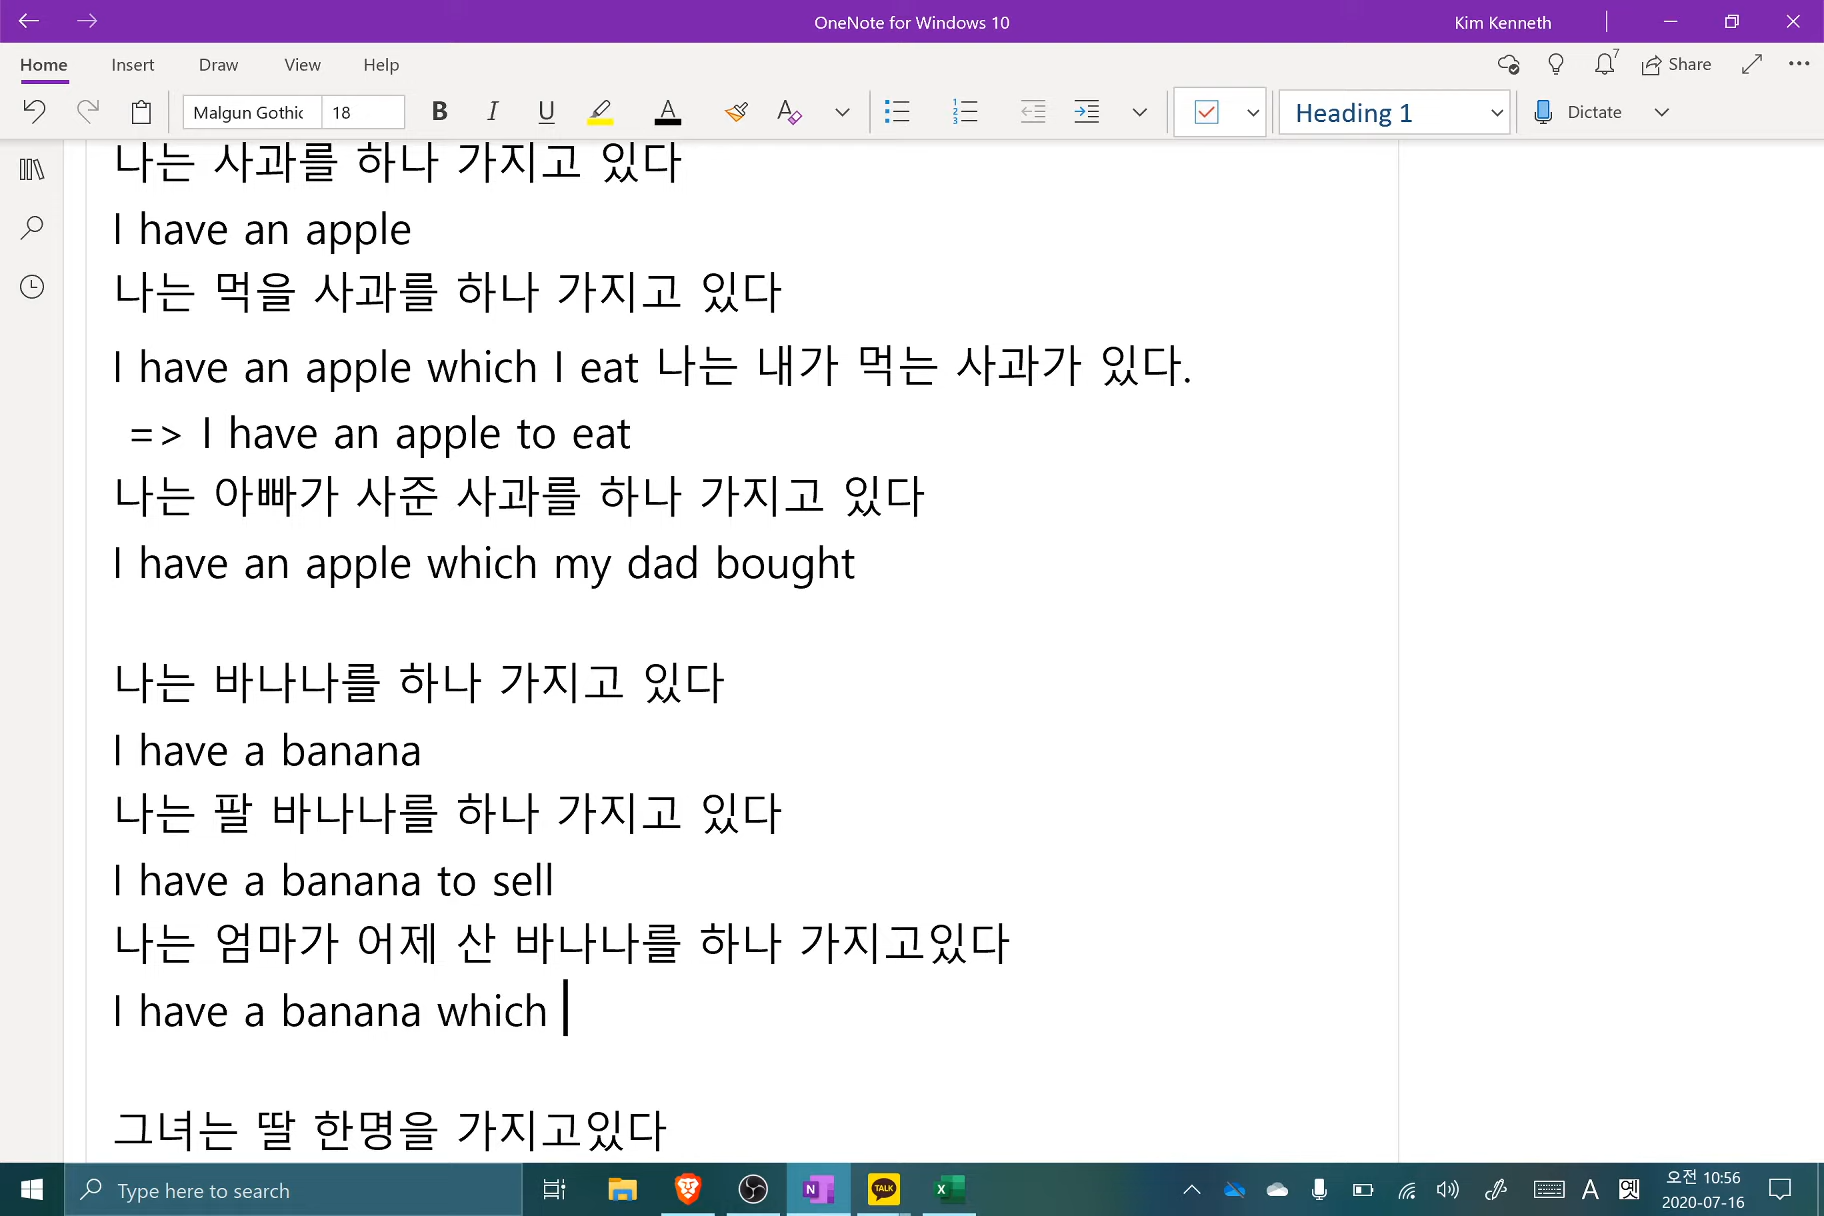 OneNote for Windows 10
Kim Kenneth
Home Insert Draw View Help
7
Share
Malgun Gothic
18
B I U A A
Heading 1
Dictate
나는 사과를 하나 가지고 있다
I have an apple
나는 먹을 사과를 하나 가지고 있다
I have an apple which I eat 나는 내가 먹는 사과가 있다.
=> I have an apple to eat
나는 아빠가 사준 사과를 하나 가지고 있다
I have an apple which my dad bought
나는 바나나를 하나 가지고 있다
I have a banana
나는 팔 바나나를 하나 가지고 있다
I have a banana to sell
나는 엄마가 어제 산 바나나를 하나 가지고있다
I have a banana which
그녀는 딸 한명을 가지고있다
Type here to search
N
TALK
X
A
오전 10:56
2020-07-16